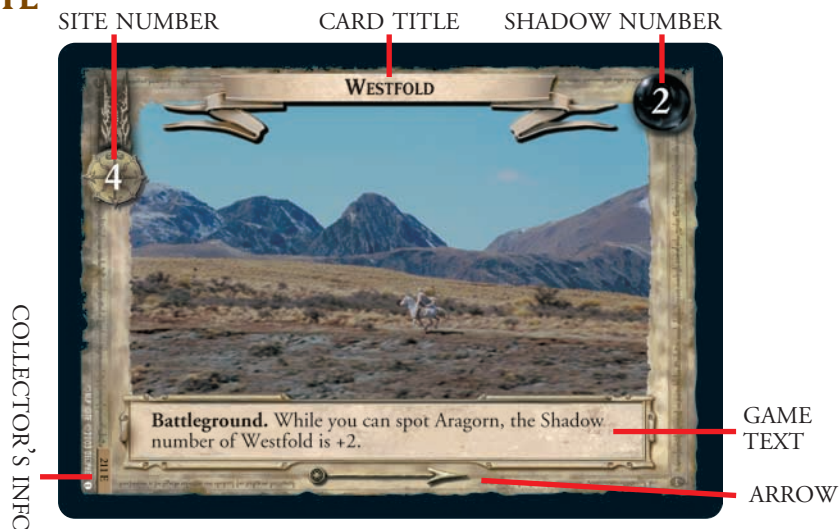 SITE NUMBER
CARD TITLE
SHADOW NUMBER
WESTFOLD
2
4
Battleground. While you can spot Aragorn, the Shadow
number of Westfold is +2.
GAME
TEXT
ARROW
COLLECTOR'S INFO
211 E